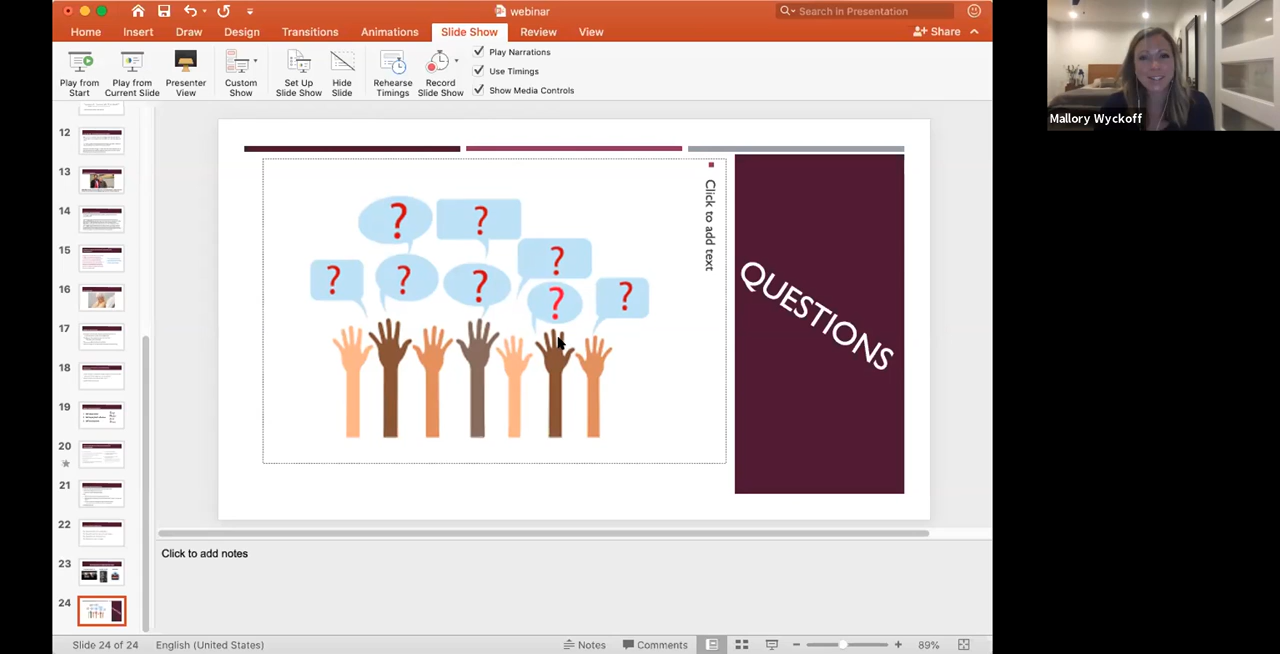 webinar
Search in Presentation
Home Insert Draw Design Transitions Animations Slide Show Review View
Share
Play from Start
Play from Current Slide
Presenter View
Custom Show
Set Up Slide Show
Hide Slide
Rehearse Timings
Record Slide Show
Play Narrations
Use Timings
Show Media Controls
Mallory Wyckoff
12
13
14
15
16
17
18
19
20
21
22
23
24
? ?
?
? ? ? ? ?
Click to add text
QUESTIONS
Click to add notes
Slide 24 of 24 English (United States)
Notes Comments
89%